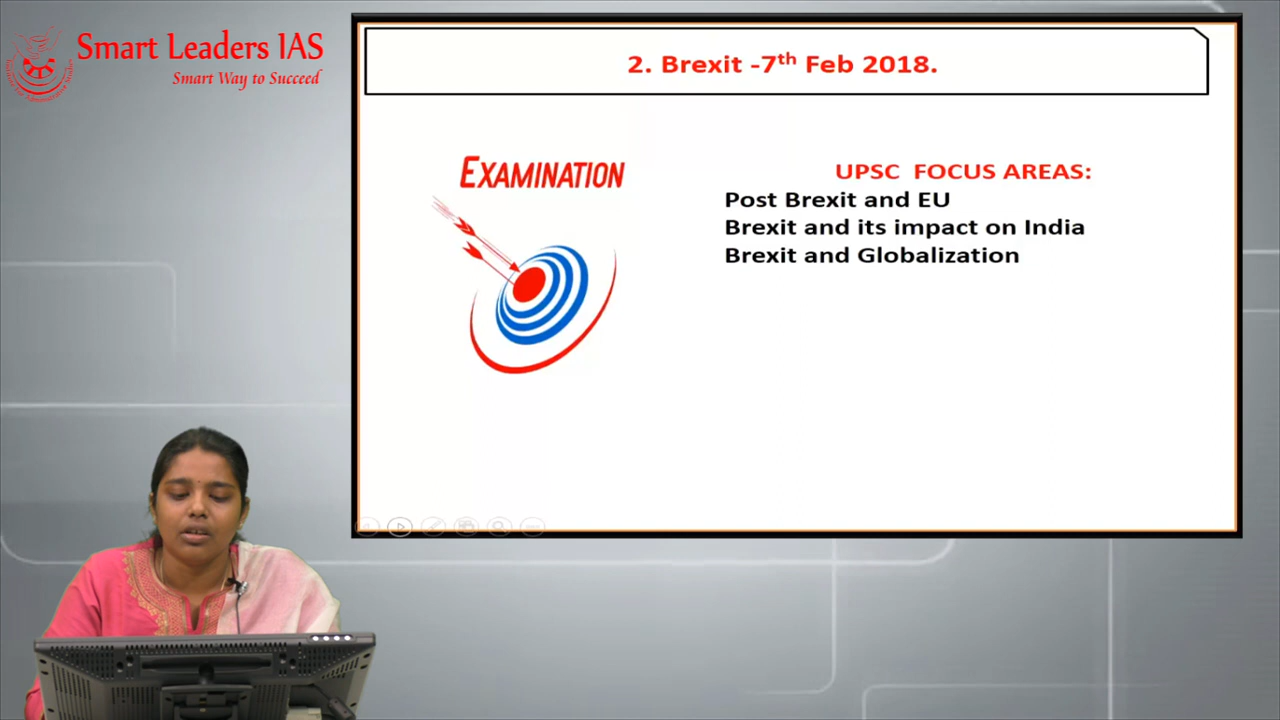 Smart Leaders IAS
Smart Way to Succeed
2. Brexit -7th Feb 2018.
EXAMINATION
UPSC FOCUS AREAS:
Post Brexit and EU
Brexit and its impact on India
Brexit and Globalization